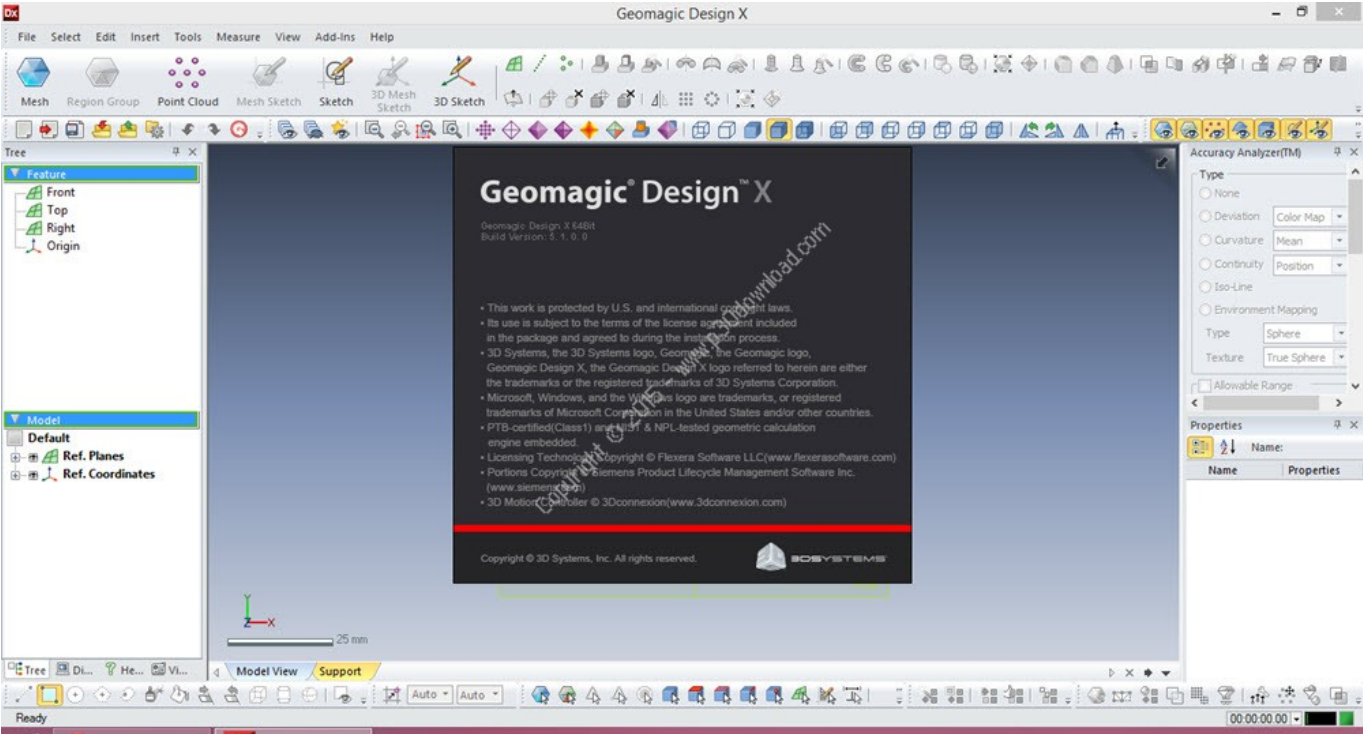 Dx
Geomagic Design X
File Select Edit Insert Tools Measure View Add-Ins Help
Mesh Region Group Point Cloud Mesh Sketch Sketch 3D Mesh Sketch 3D Sketch
Tree
Feature
Front
Top
Right
Origin
Model
Default
Ref. Planes
Ref. Coordinates
Geomagic® Design™ X
Geomagic Design X 64Bit
Build Version: 5. 1. 0. 0
• This work is protected by U.S. and international copyright laws.
• Its use is subject to the terms of the license agreement included
in the package and agreed to during the installation process.
• 3D Systems, the 3D Systems logo, Geomagic, the Geomagic logo,
Geomagic Design X, the Geomagic Design X logo referred to herein are either
the trademarks or the registered trademarks of 3D Systems Corporation.
• Microsoft, Windows, and the Windows logo are trademarks, or registered
trademarks of Microsoft Corporation in the United States and/or other countries.
• PTB-certified(Class1) and NIST & NPL-tested geometric calculation
engine embedded.
• Licensing Technology Copyright © Flexera Software LLC(www.flexerasoftware.com)
• Portions Copyright © Siemens Product Lifecycle Management Software Inc.
(www.siemens.com)
• 3D Motion Controller © 3Dconnexion(www.3dconnexion.com)
Copyright © 3D Systems, Inc. All rights reserved.
3DSYSTEMS
Copyright © 2015 - www.p30download.com
Y
Z X
25 mm
Accuracy Analyzer(TM)
Type
None
Deviation Color Map
Curvature Mean
Continuity Position
Iso-Line
Environment Mapping
Type Sphere
Texture True Sphere
Allowable Range
Properties
Name:
Name Properties
Tree Di... He... Vi...
Model View Support
Auto Auto
Ready
00:00:00.00